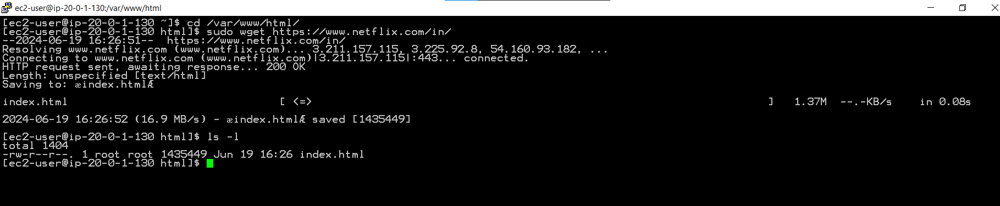 ec2-user@ip-20-0-1-130:/var/www/html
[ec2-user@ip-20-0-1-130 ~]$ cd /var/www/html/
[ec2-user@ip-20-0-1-130 html]$ sudo wget https://www.netflix.com/in/
--2024-06-19 16:26:51--  https://www.netflix.com/in/
Resolving www.netflix.com (www.netflix.com)... 3.211.157.115, 3.225.92.8, 54.160.93.182, ...
Connecting to www.netflix.com (www.netflix.com)|3.211.157.115|:443... connected.
HTTP request sent, awaiting response... 200 OK
Length: unspecified [text/html]
Saving to: æindex.htmlÆ
index.html [ <=> ] 1.37M --.-KB/s in 0.08s
2024-06-19 16:26:52 (16.9 MB/s) - æindex.htmlÆ saved [1435449]
[ec2-user@ip-20-0-1-130 html]$ ls -l
total 1404
-rw-r--r--. 1 root root 1435449 Jun 19 16:26 index.html
[ec2-user@ip-20-0-1-130 html]$